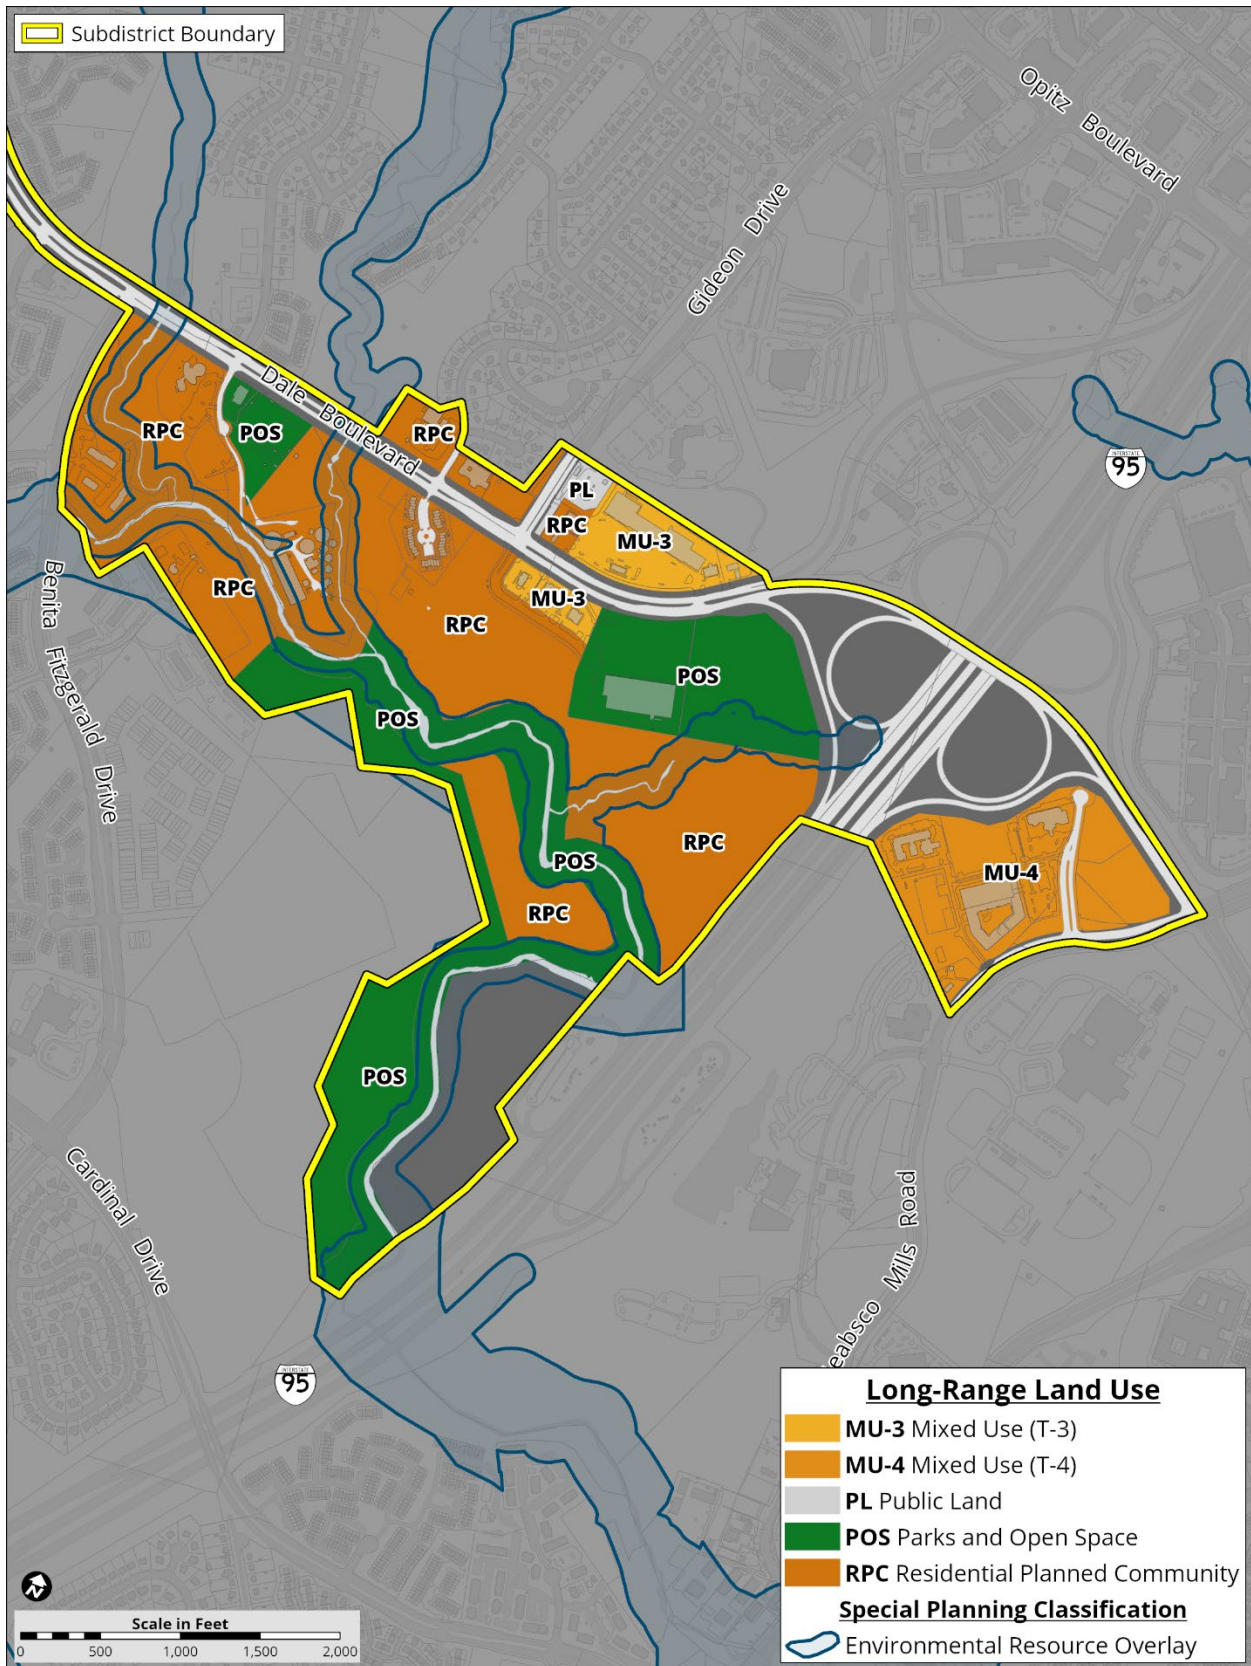 Subdistrict Boundary
Opitz Boulevard
Gideon Drive
INTERSTATE
95
Dale Boulevard
RPC
POS
RPC
PL
RPC
MU-3
MU-3
RPC
RPC
POS
POS
RPC
POS
MU-4
RPC
POS
Benita Fitzgerald Drive
Cardinal Drive
eabsco Mills Road
INTERSTATE
95
N
Scale in Feet
0 500 1,000 1,500 2,000
Long-Range Land Use
MU-3 Mixed Use (T-3)
MU-4 Mixed Use (T-4)
PL Public Land
POS Parks and Open Space
RPC Residential Planned Community
Special Planning Classification
Environmental Resource Overlay